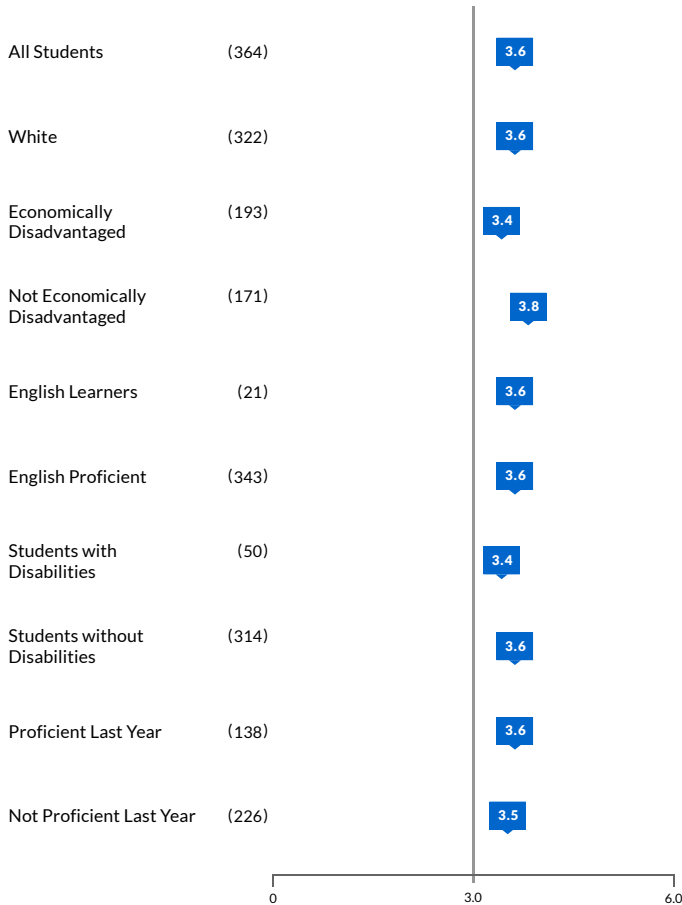 All Students (364) 3.6
White (322) 3.6
Economically (193)
Disadvantaged 3.4
Not Economically (171)
Disadvantaged 3.8
English Learners (21) 3.6
English Proficient (343) 3.6
Students with (50)
Disabilities 3.4
Students without (314)
Disabilities 3.6
Proficient Last Year (138) 3.6
Not Proficient Last Year (226) 3.5
0 3.0 6.0